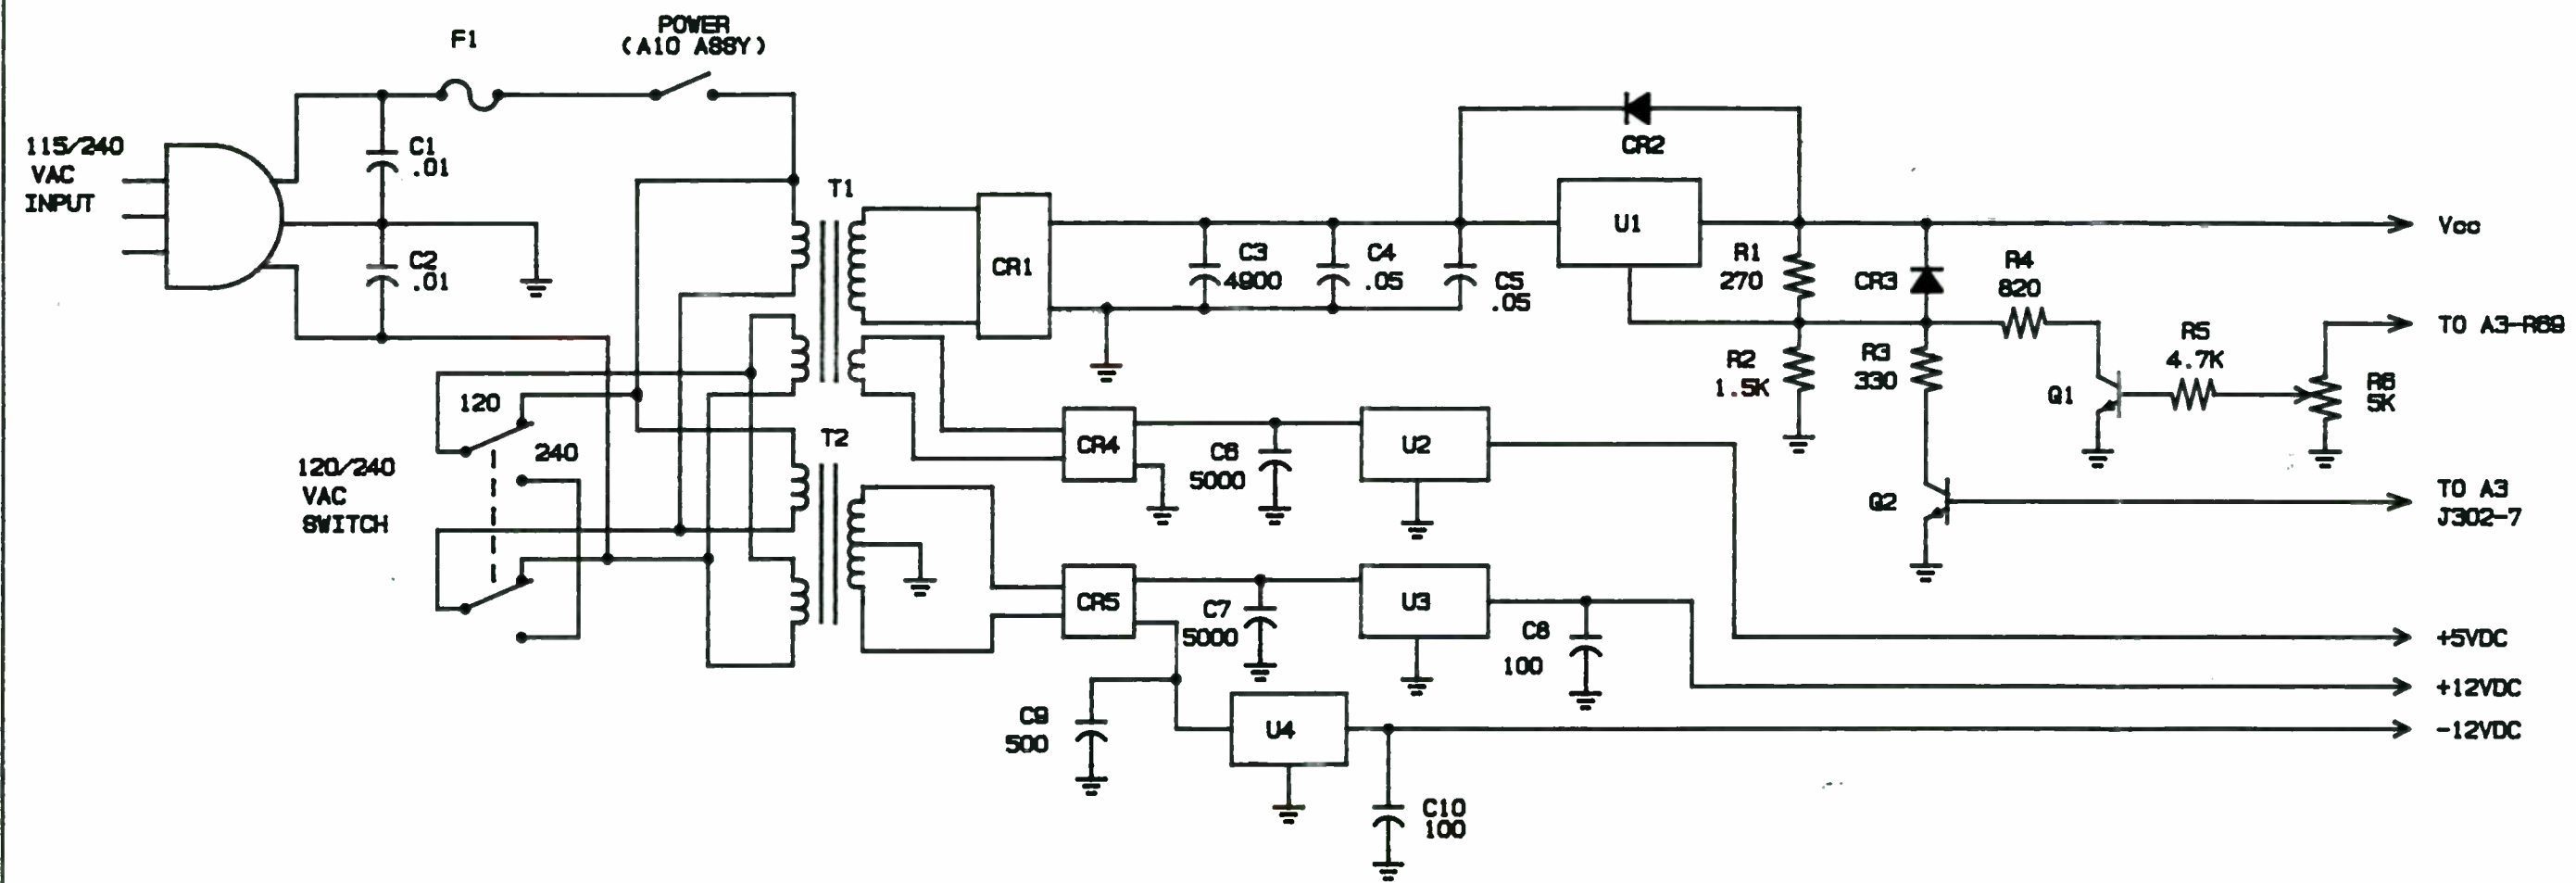 F1
POWER
(A10 ASSY)
115/240
VAC
INPUT
C1
.01
C2
.01
T1
CR1
C3
4900
C4
.05
C5
.05
CR2
U1
R1
270
R2
1.5K
CR3
R3
330
R4
820
Q1
R5
4.7K
R6
5K
Vcc
TO A3-R69
Q2
TO A3
J302-7
120
240
120/240
VAC
SWITCH
T2
CR4
C6
5000
U2
CR5
C7
5000
U3
C8
100
+5VDC
+12VDC
-12VDC
C9
500
U4
C10
100